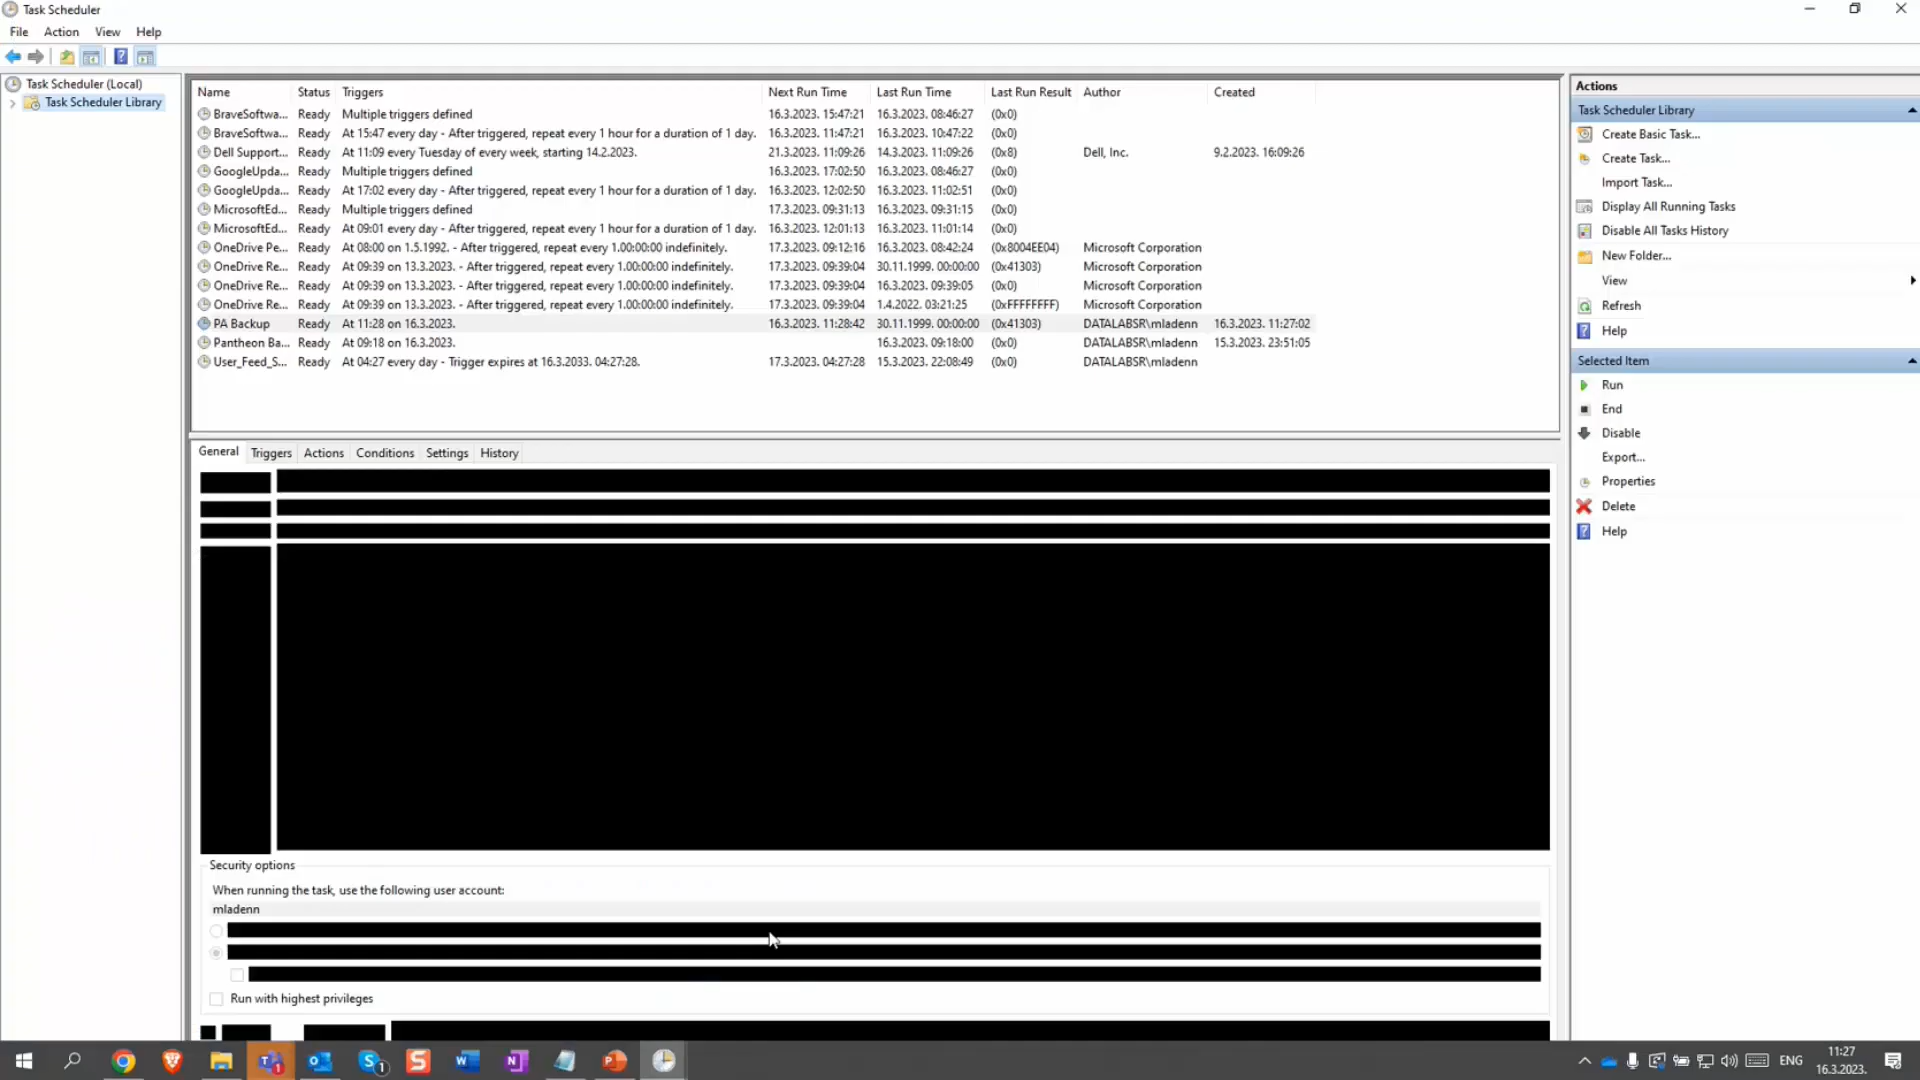 Task Scheduler
File Action View Help
Task Scheduler (Local)
Task Scheduler Library
Name Status Triggers Next Run Time Last Run Time Last Run Result Author Created
BraveSoftwa... Ready Multiple triggers defined 16.3.2023. 15:47:21 16.3.2023. 08:46:27 (0x0)
BraveSoftwa... Ready At 15:47 every day - After triggered, repeat every 1 hour for a duration of 1 day. 16.3.2023. 11:47:21 16.3.2023. 10:47:22 (0x0)
Dell Support... Ready At 11:09 every Tuesday of every week, starting 14.2.2023. 21.3.2023. 11:09:26 14.3.2023. 11:09:26 (0x8) Dell, Inc. 9.2.2023. 16:09:26
GoogleUpda... Ready Multiple triggers defined 16.3.2023. 17:02:50 16.3.2023. 08:46:27 (0x0)
GoogleUpda... Ready At 17:02 every day - After triggered, repeat every 1 hour for a duration of 1 day. 16.3.2023. 12:02:50 16.3.2023. 11:02:51 (0x0)
MicrosoftEd... Ready Multiple triggers defined 17.3.2023. 09:31:13 16.3.2023. 09:31:15 (0x0)
MicrosoftEd... Ready At 09:01 every day - After triggered, repeat every 1 hour for a duration of 1 day. 16.3.2023. 12:01:13 16.3.2023. 11:01:14 (0x0)
OneDrive Pe... Ready At 08:00 on 1.5.1992. - After triggered, repeat every 1.00:00:00 indefinitely. 17.3.2023. 09:12:16 16.3.2023. 08:42:24 (0x8004EE04) Microsoft Corporation
OneDrive Re... Ready At 09:39 on 13.3.2023. - After triggered, repeat every 1.00:00:00 indefinitely. 17.3.2023. 09:39:04 30.11.1999. 00:00:00 (0x41303) Microsoft Corporation
OneDrive Re... Ready At 09:39 on 13.3.2023. - After triggered, repeat every 1.00:00:00 indefinitely. 17.3.2023. 09:39:04 16.3.2023. 09:39:05 (0x0) Microsoft Corporation
OneDrive Re... Ready At 09:39 on 13.3.2023. - After triggered, repeat every 1.00:00:00 indefinitely. 17.3.2023. 09:39:04 1.4.2022. 03:21:25 (0xFFFFFFFF) Microsoft Corporation
PA Backup Ready At 11:28 on 16.3.2023. 16.3.2023. 11:28:42 30.11.1999. 00:00:00 (0x41303) DATALABSR\mladenn 16.3.2023. 11:27:02
Pantheon Ba... Ready At 09:18 on 16.3.2023. 16.3.2023. 09:18:00 (0x0) DATALABSR\mladenn 15.3.2023. 23:51:05
User_Feed_S... Ready At 04:27 every day - Trigger expires at 16.3.2033. 04:27:28. 17.3.2023. 04:27:28 15.3.2023. 22:08:49 (0x0) DATALABSR\mladenn
General Triggers Actions Conditions Settings History
Security options
When running the task, use the following user account:
mladenn
Run with highest privileges
Actions
Task Scheduler Library
Create Basic Task...
Create Task...
Import Task...
Display All Running Tasks
Disable All Tasks History
New Folder...
View
Refresh
Help
Selected Item
Run
End
Disable
Export...
Properties
Delete
Help
ENG
11:27
16.3.2023.